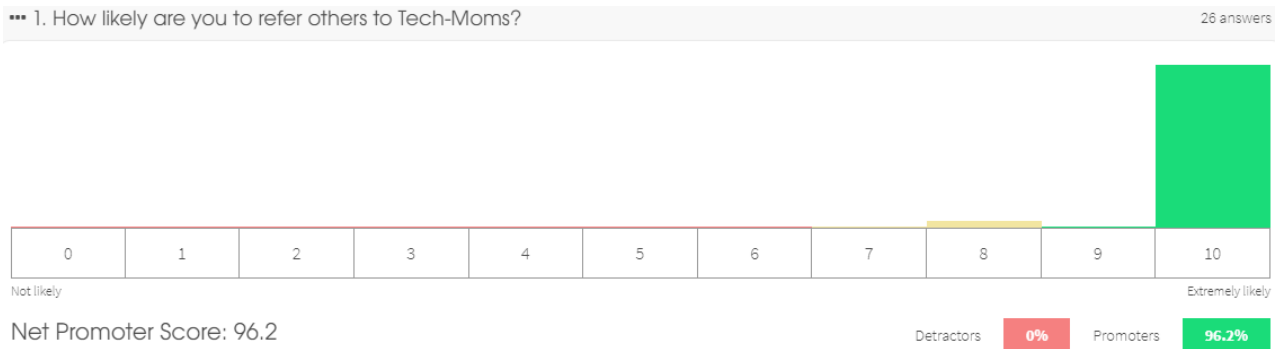 ••• 1. How likely are you to refer others to Tech-Moms? 26 answers
0 1 2 3 4 5 6 7 8 9 10
Not likely Extremely likely
Net Promoter Score: 96.2 Detractors 0% Promoters 96.2%